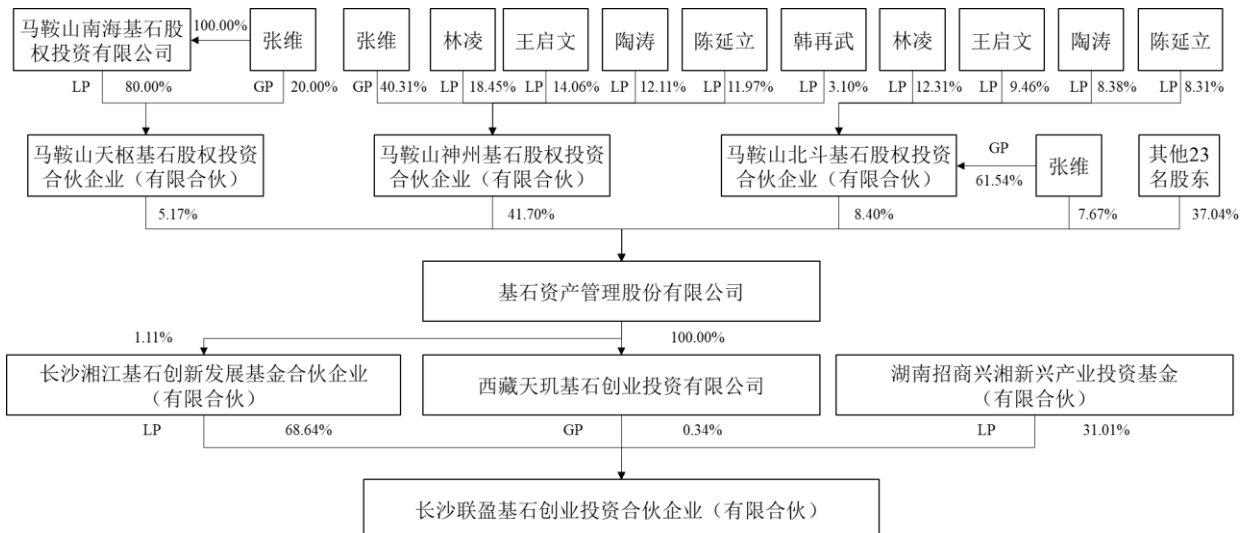 马鞍山南海基石股
权投资有限公司
100.00%
张维
张维
林凌
王启文
陶涛
陈延立
韩再武
林凌
王启文
陶涛
陈延立
LP
80.00%
GP
20.00%
GP
40.31%
LP
18.45%
LP
14.06%
LP
12.11%
LP
11.97%
LP
3.10%
LP
12.31%
LP
9.46%
LP
8.38%
LP
8.31%
马鞍山天枢基石股权投资
合伙企业（有限合伙）
马鞍山神州基石股权投资
合伙企业（有限合伙）
马鞍山北斗基石股权投资
合伙企业（有限合伙）
GP
61.54%
张维
其他23
名股东
5.17%
41.70%
8.40%
7.67%
37.04%
基石资产管理股份有限公司
1.11%
100.00%
长沙湘江基石创新发展基金合伙企业
（有限合伙）
西藏天玑基石创业投资有限公司
湖南招商兴湘新兴产业投资基金
（有限合伙）
LP
68.64%
GP
0.34%
LP
31.01%
长沙联盈基石创业投资合伙企业（有限合伙）